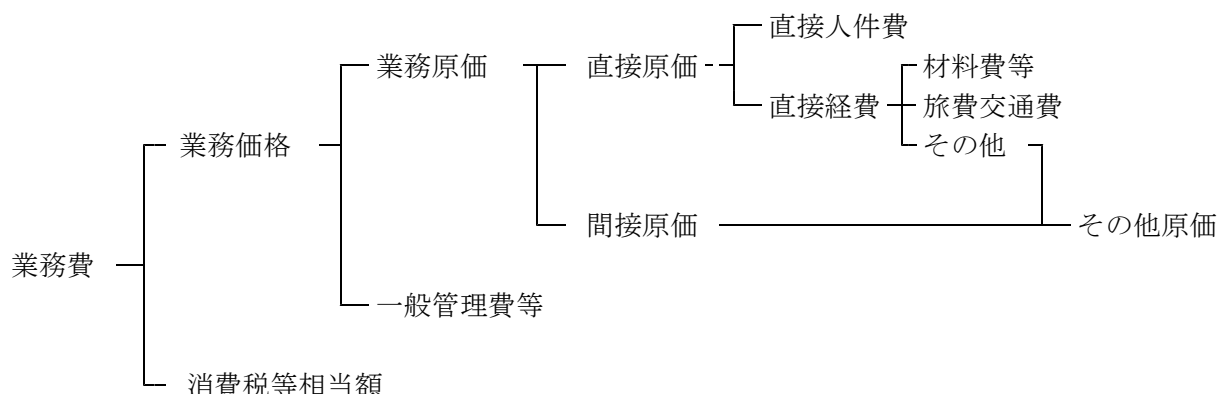 直接人件費
業務原価 直接原価 材料費等
直接経費 旅費交通費
業務価格 その他
間接原価 その他原価
業務費
一般管理費等
消費税等相当額